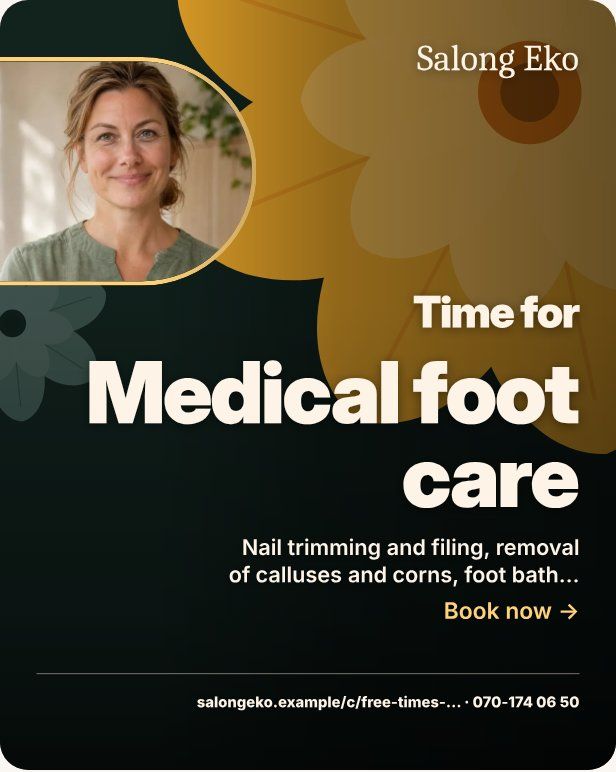 Salong Eko
Time for
Medical foot
care
Nail trimming and filing, removal
of calluses and corns, foot bath...
Book now →
salongeko.example/c/free-times-... · 070-174 06 50